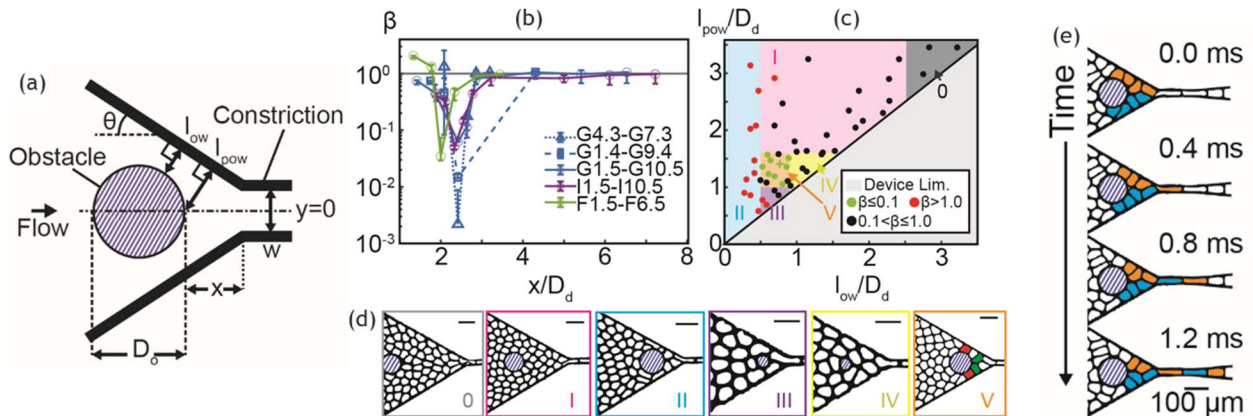 (a)
θ
l_ow
l_pow
Constriction
Obstacle
Flow
y=0
w
x
D_o
β
(b)
10^0
10^-1
10^-2
10^-3
G4.3-G7.3
G1.4-G9.4
G1.5-G10.5
I1.5-I10.5
F1.5-F6.5
0 2 4 6 8
x/D_d
l_pow/D_d
(c)
3
2
1
0
I
0
IV
V
II
III
Device Lim.
β≤0.1
β>1.0
0.1<β≤1.0
0 1 2 3
l_ow/D_d
(d)
0
I
II
III
IV
V
(e)
Time
0.0 ms
0.4 ms
0.8 ms
1.2 ms
100 µm